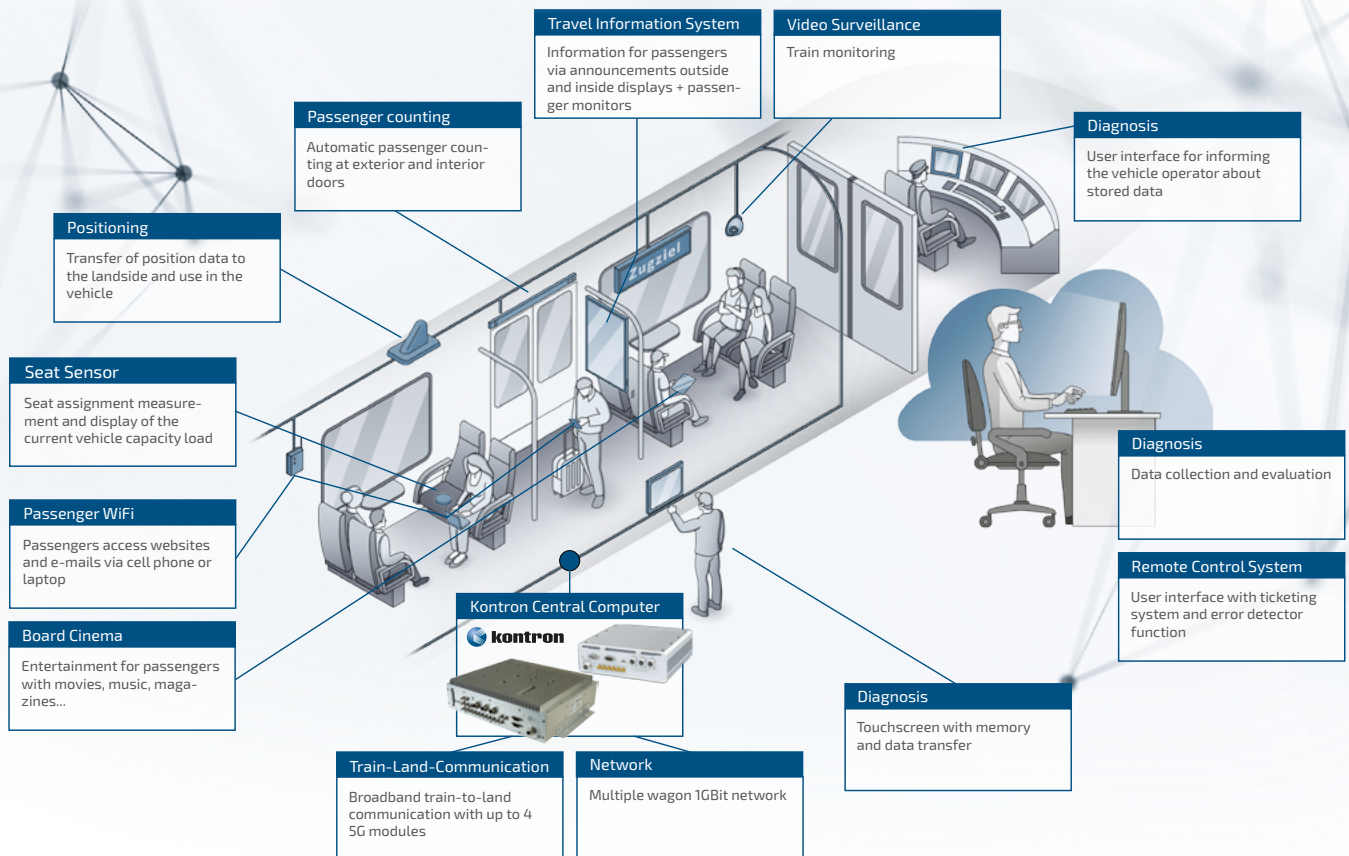 Travel Information System
Information for passengers
via announcements outside
and inside displays + passen-
ger monitors
Video Surveillance
Train monitoring
Passenger counting
Automatic passenger coun-
ting at exterior and interior
doors
Diagnosis
User interface for informing
the vehicle operator about
stored data
Positioning
Transfer of position data to
the landside and use in the
vehicle
Zugziel
Seat Sensor
Seat assignment measure-
ment and display of the
current vehicle capacity load
Diagnosis
Data collection and evaluation
Passenger WiFi
Passengers access websites
and e-mails via cell phone or
laptop
Remote Control System
User interface with ticketing
system and error detector
function
Kontron Central Computer
kontron
Board Cinema
Entertainment for passengers
with movies, music, maga-
zines...
Diagnosis
Touchscreen with memory
and data transfer
Train-Land-Communication
Broadband train-to-land
communication with up to 4
5G modules
Network
Multiple wagon 1GBit network